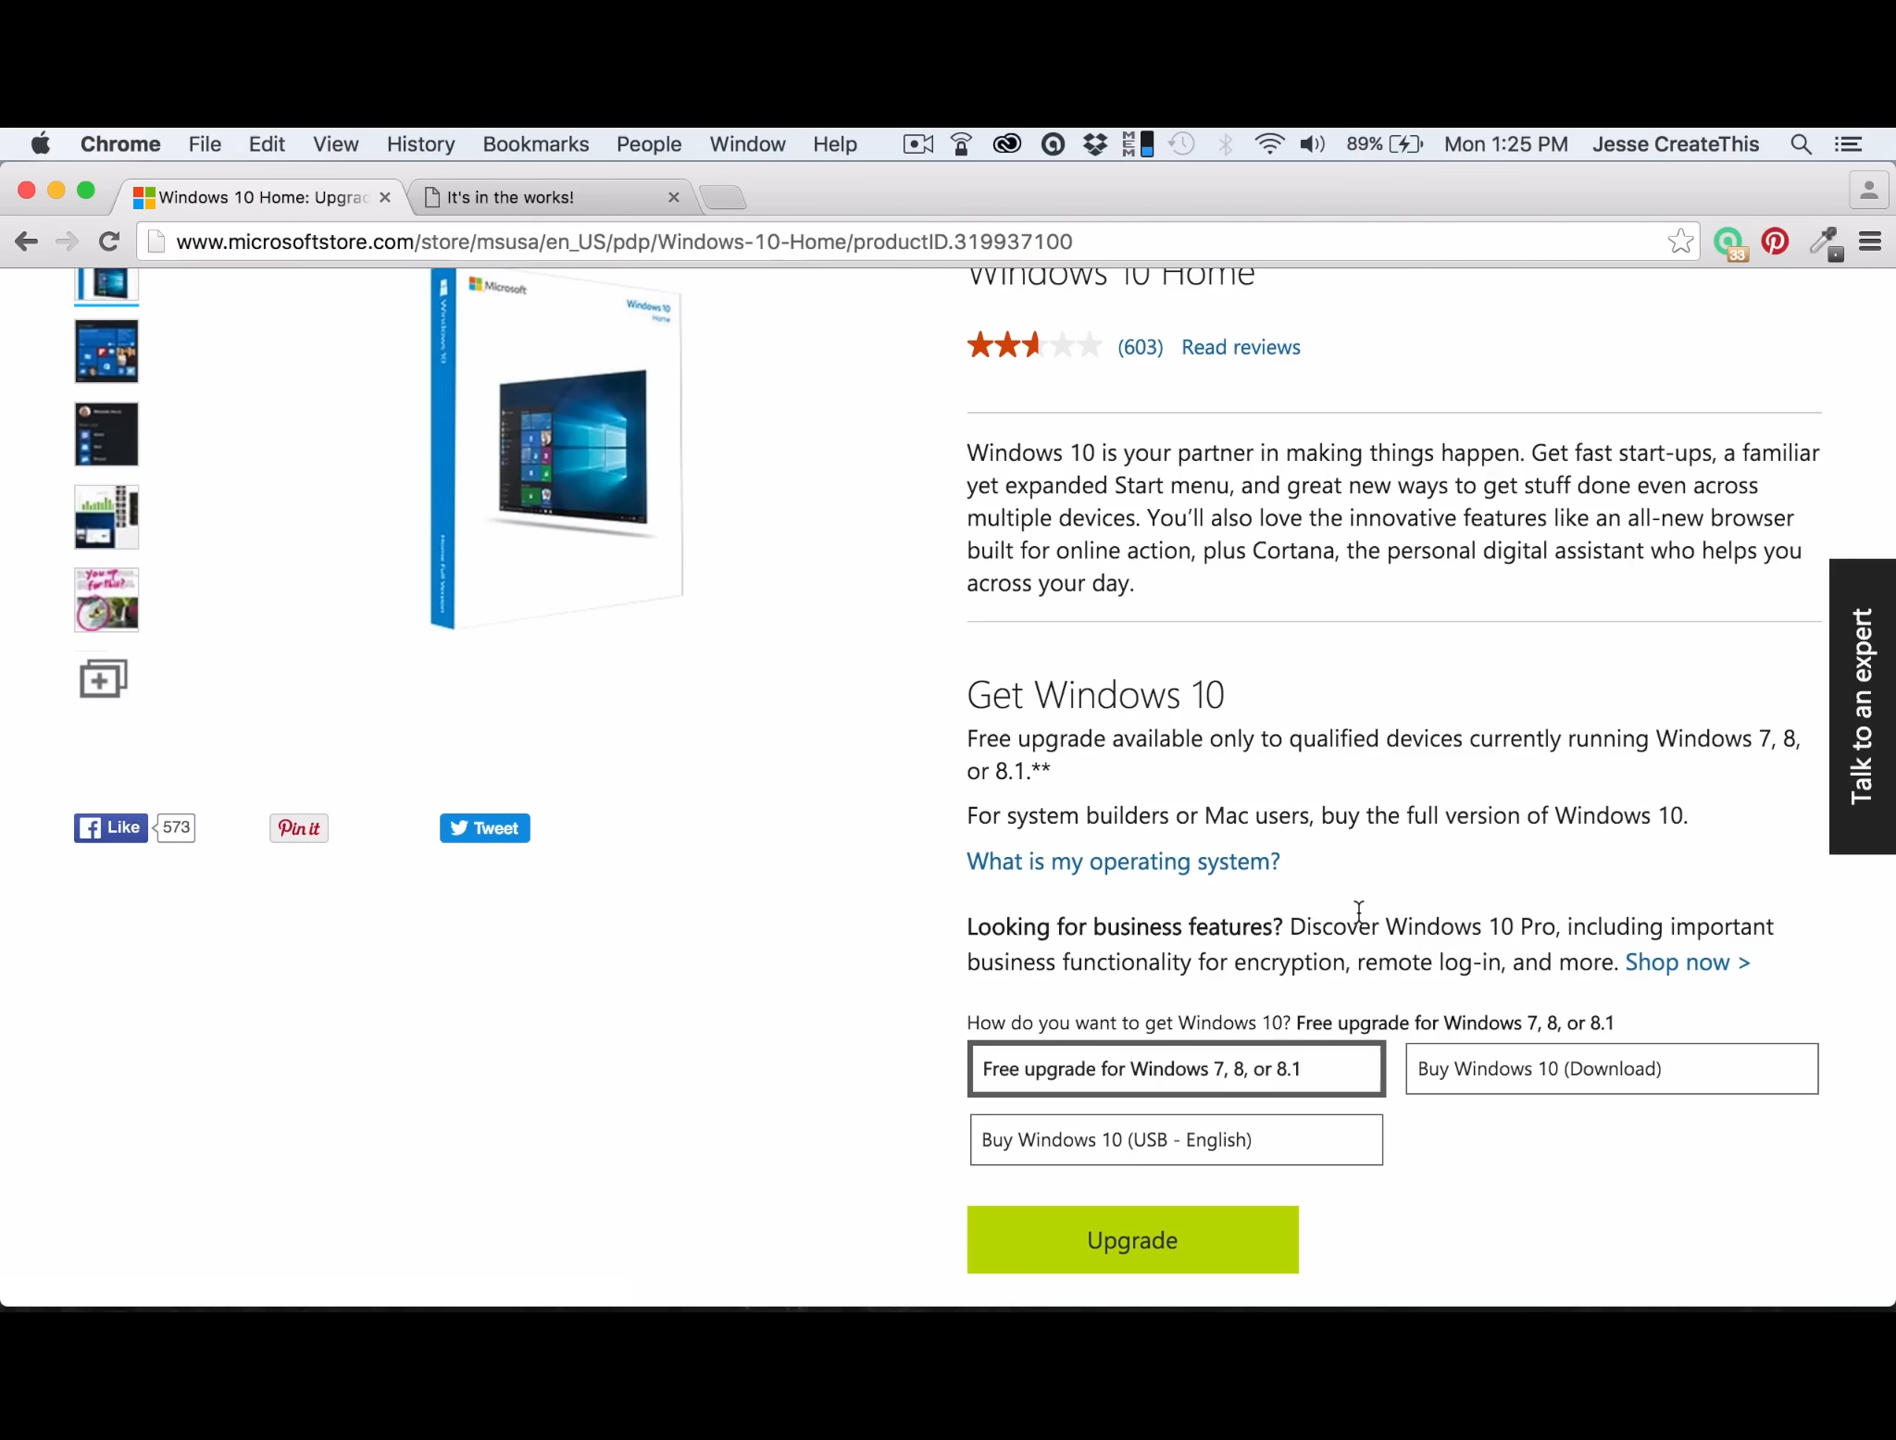 Chrome File Edit View History Bookmarks People Window Help MEM 89% Mon 1:25 PM Jesse CreateThis
Windows 10 Home: Upgrad
It's in the works!
www.microsoftstore.com/store/msusa/en_US/pdp/Windows-10-Home/productID.319937100
33
Microsoft
Windows 10
Home
Windows 10
You up
for this?
Like 573
Pin it
Tweet
Windows 10 Home
(603) Read reviews
Windows 10 is your partner in making things happen. Get fast start-ups, a familiar
yet expanded Start menu, and great new ways to get stuff done even across
multiple devices. You’ll also love the innovative features like an all-new browser
built for online action, plus Cortana, the personal digital assistant who helps you
across your day.
Get Windows 10
Free upgrade available only to qualified devices currently running Windows 7, 8,
or 8.1.**
For system builders or Mac users, buy the full version of Windows 10.
What is my operating system?
Looking for business features? Discover Windows 10 Pro, including important
business functionality for encryption, remote log-in, and more. Shop now >
How do you want to get Windows 10? Free upgrade for Windows 7, 8, or 8.1
Free upgrade for Windows 7, 8, or 8.1
Buy Windows 10 (Download)
Buy Windows 10 (USB - English)
Upgrade
Talk to an expert